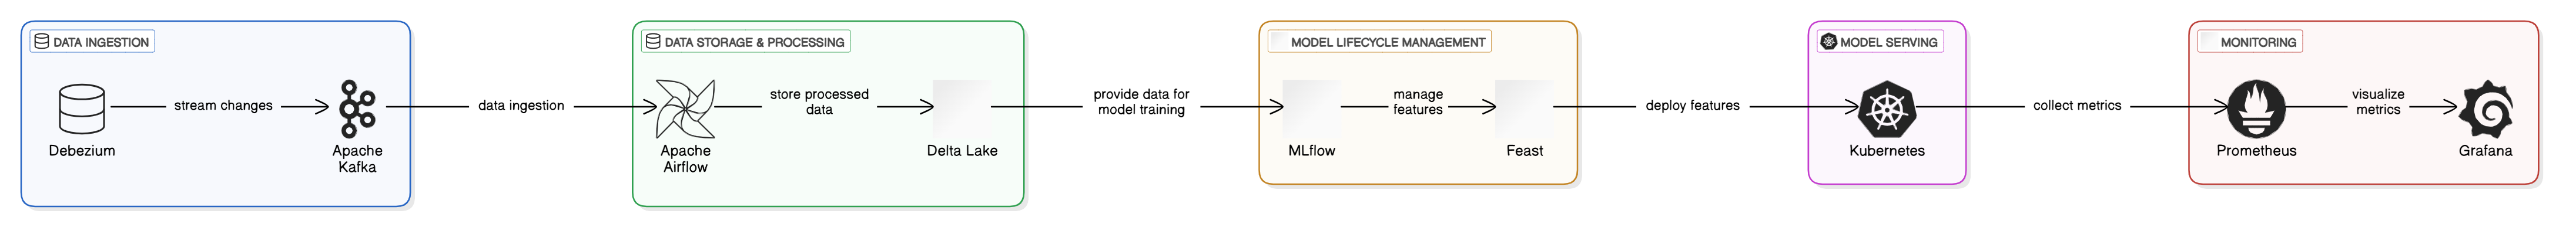 DATA INGESTION
Debezium
stream changes
Apache
Kafka
data ingestion
DATA STORAGE & PROCESSING
Apache
Airflow
store processed
data
Delta Lake
provide data for
model training
MODEL LIFECYCLE MANAGEMENT
MLflow
manage
features
Feast
deploy features
MODEL SERVING
Kubernetes
collect metrics
MONITORING
Prometheus
visualize
metrics
Grafana